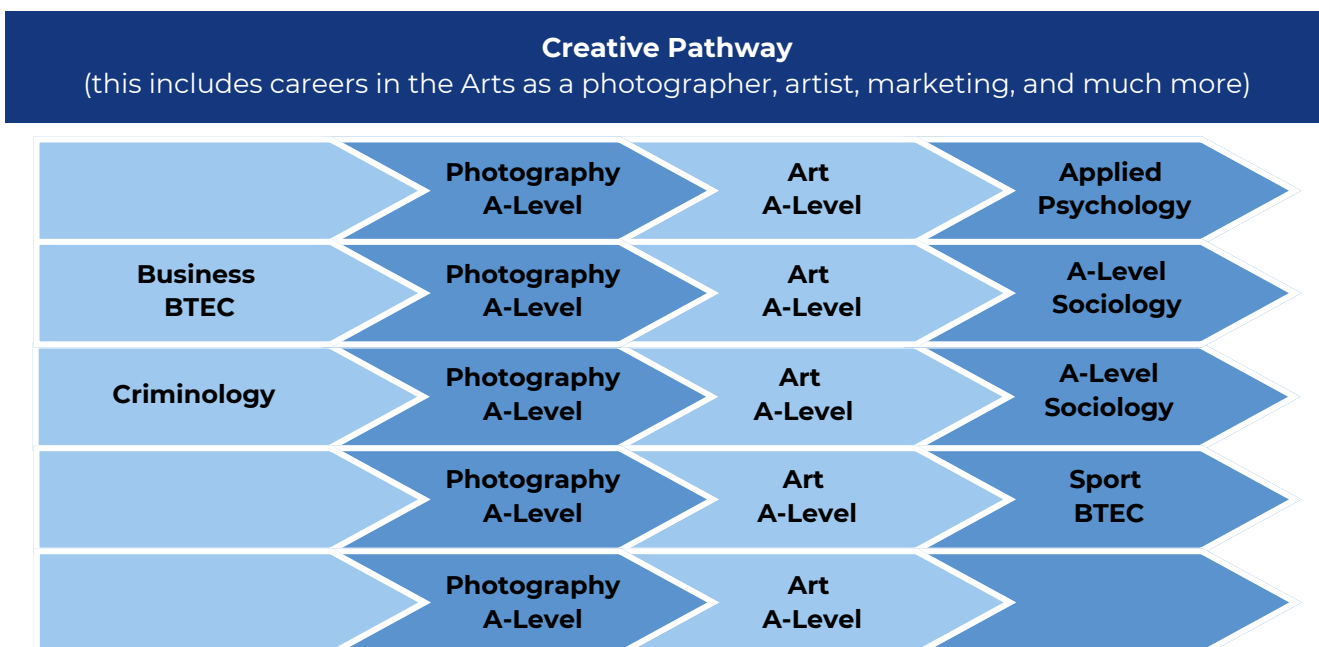 Creative Pathway
(this includes careers in the Arts as a photographer, artist, marketing, and much more)
Photography
A-Level
Art
A-Level
Applied
Psychology
Business
BTEC
Photography
A-Level
Art
A-Level
A-Level
Sociology
Criminology
Photography
A-Level
Art
A-Level
A-Level
Sociology
Photography
A-Level
Art
A-Level
Sport
BTEC
Photography
A-Level
Art
A-Level